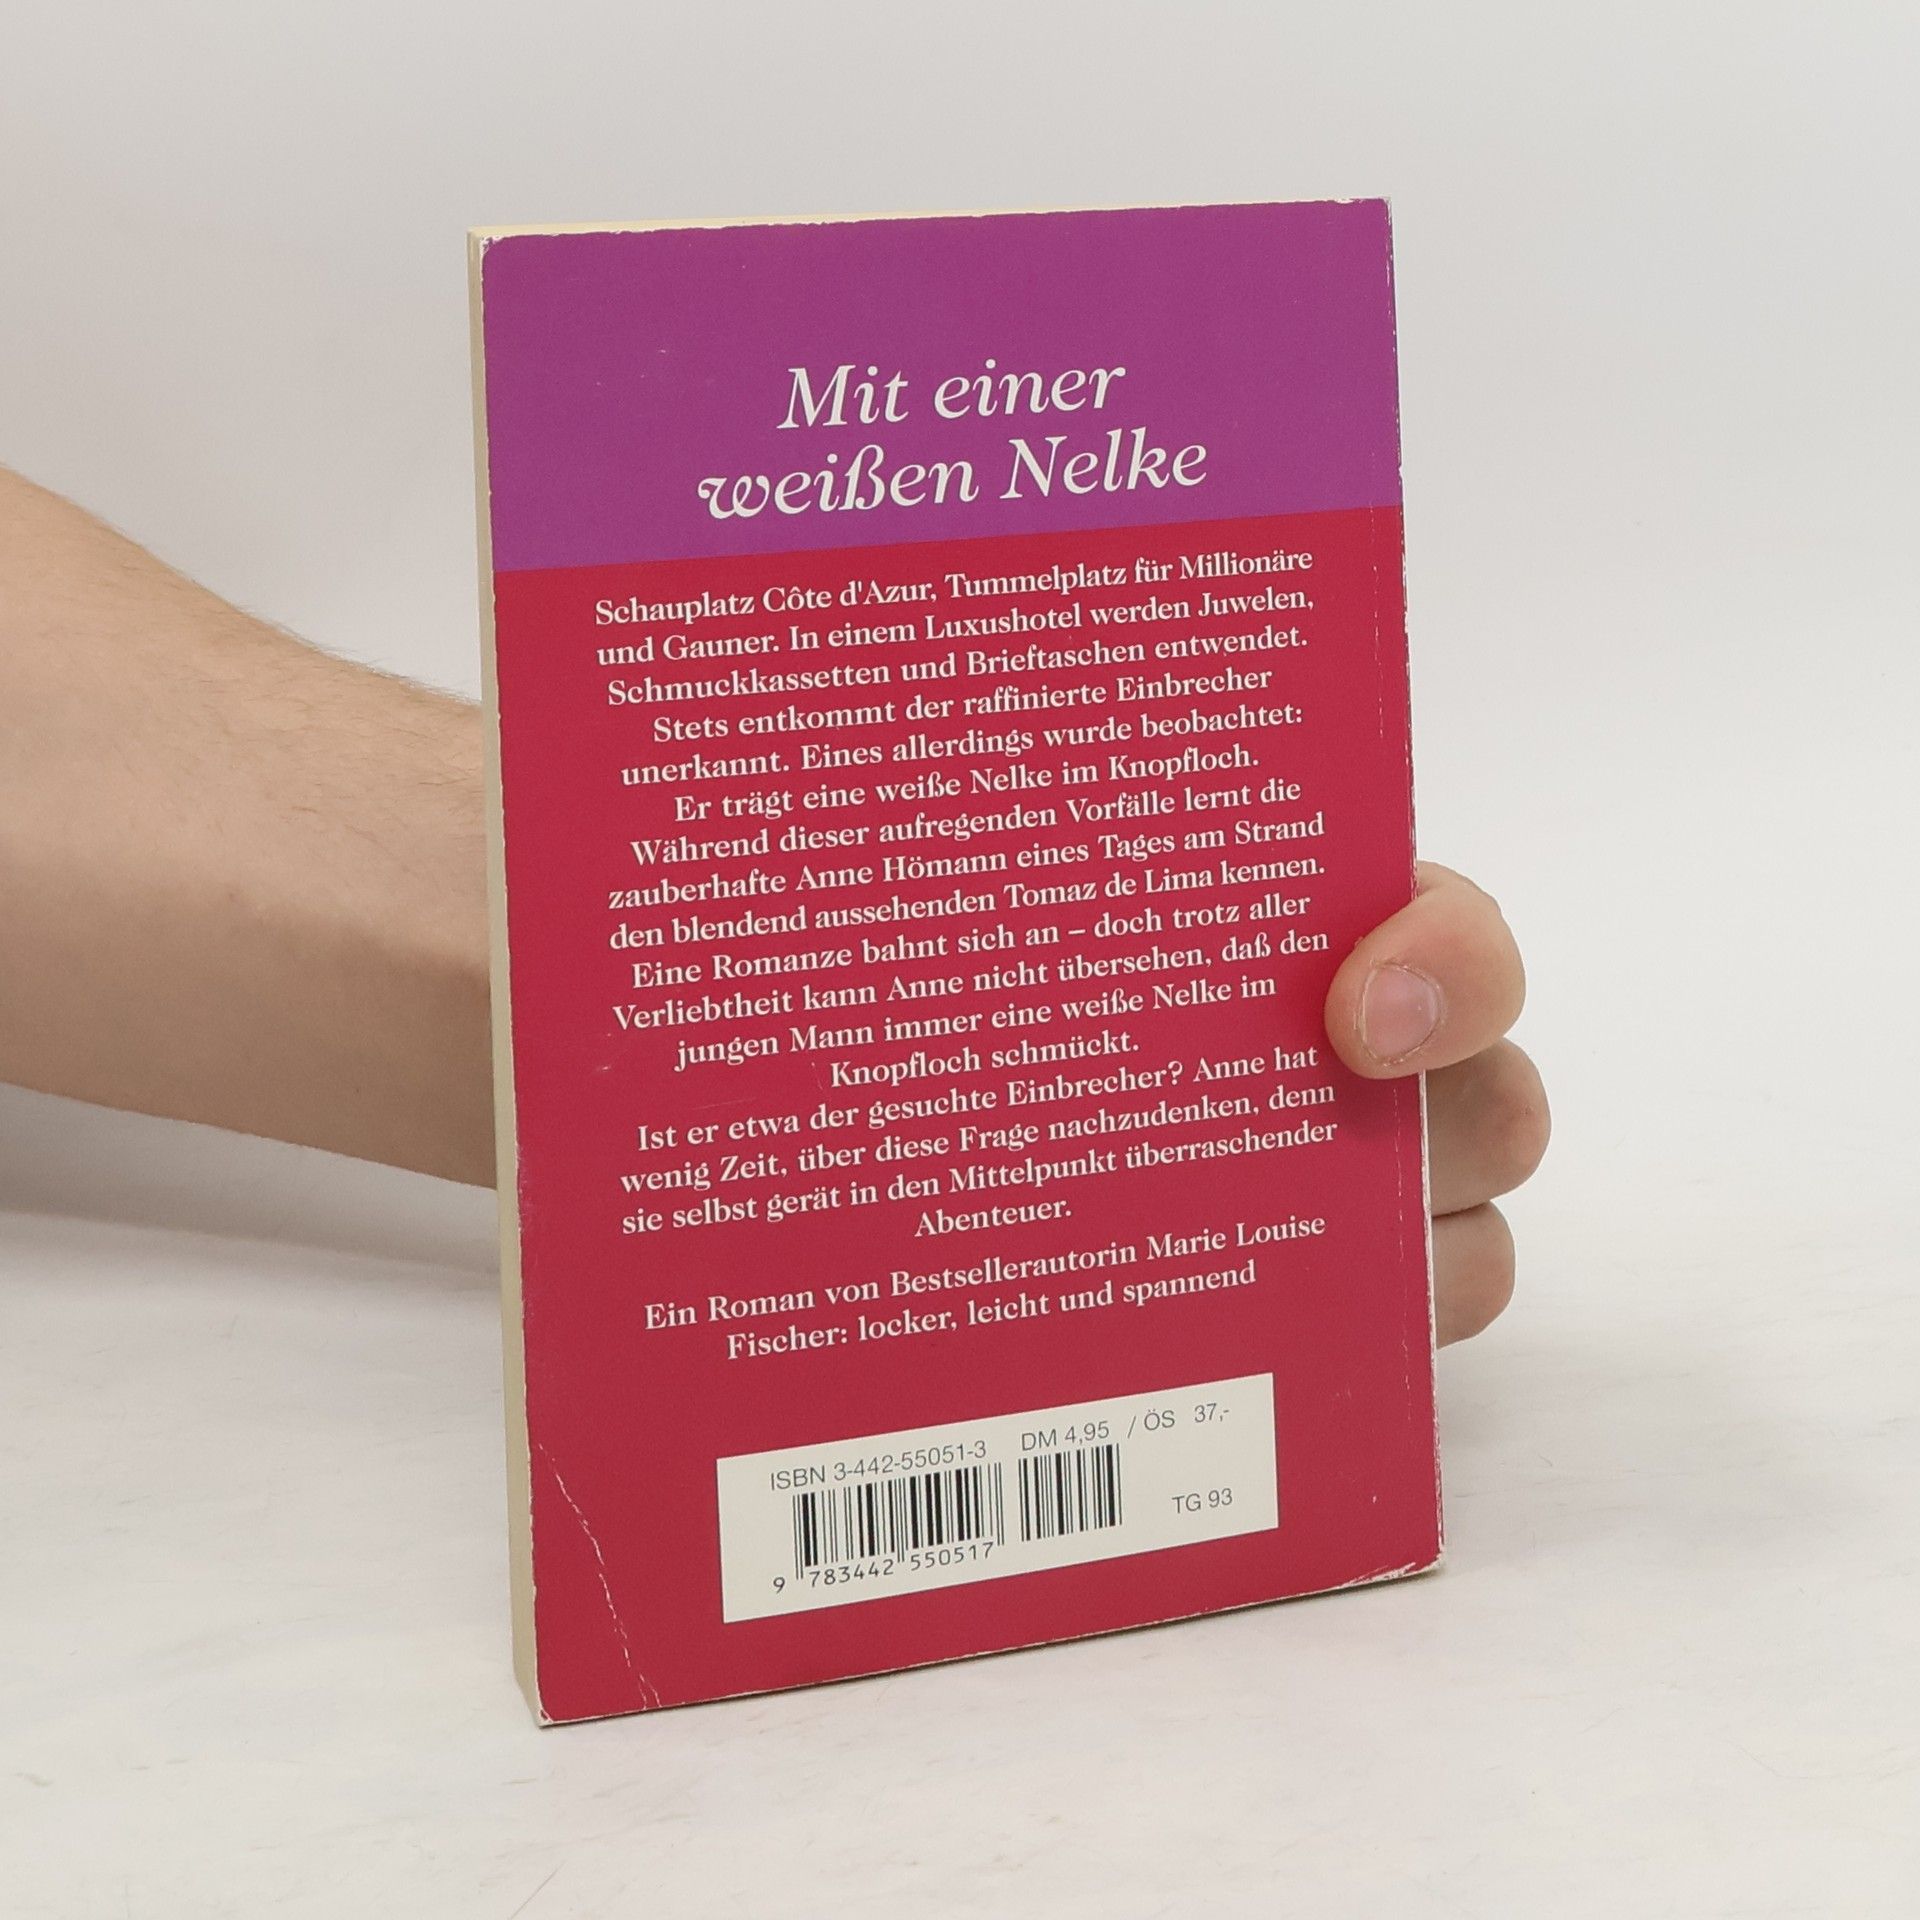 Mit einer
weißen Nelke
Schauplatz Côte d'Azur, Tummelplatz für Millionäre
und Gauner. In einem Luxushotel werden Juwelen,
Schmuckkassetten und Brieftaschen entwendet.
Stets entkommt der raffinierte Einbrecher
unerkannt. Eines allerdings wurde beobachtet:
Er trägt eine weiße Nelke im Knopfloch.
Während dieser aufregenden Vorfälle lernt die
zauberhafte Anne Hömann eines Tages am Strand
den blendend aussehenden Tomaz de Lima kennen.
Eine Romanze bahnt sich an – doch trotz aller
Verliebtheit kann Anne nicht übersehen, daß den
jungen Mann immer eine weiße Nelke im
Knopfloch schmückt.
Ist er etwa der gesuchte Einbrecher? Anne hat
wenig Zeit, über diese Frage nachzudenken, denn
sie selbst gerät in den Mittelpunkt überraschender
Abenteuer.
Ein Roman von Bestsellerautorin Marie Louise
Fischer: locker, leicht und spannend
ISBN 3-442-55051-3 DM 4,95 / ÖS 37,-
TG 93
9 783442 550517